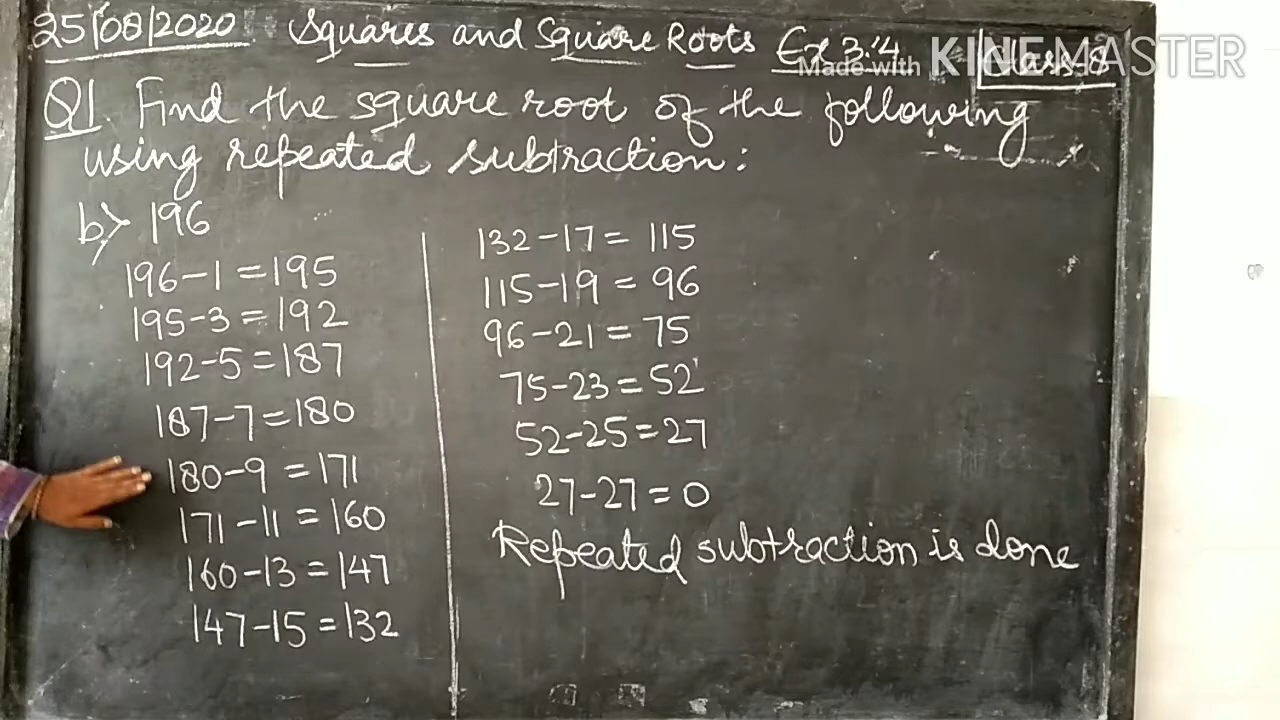 25/08/2020 Squares and Square Roots Ex 3.4 Class-8
Made with KINEMASTER
Q1. Find the square root of the following
using repeated subtraction:
b) 196
196-1=195
195-3=192
192-5=187
187-7=180
180-9=171
171-11=160
160-13=147
147-15=132
132-17=115
115-19=96
96-21=75
75-23=52
52-25=27
27-27=0
Repeated subtraction is done